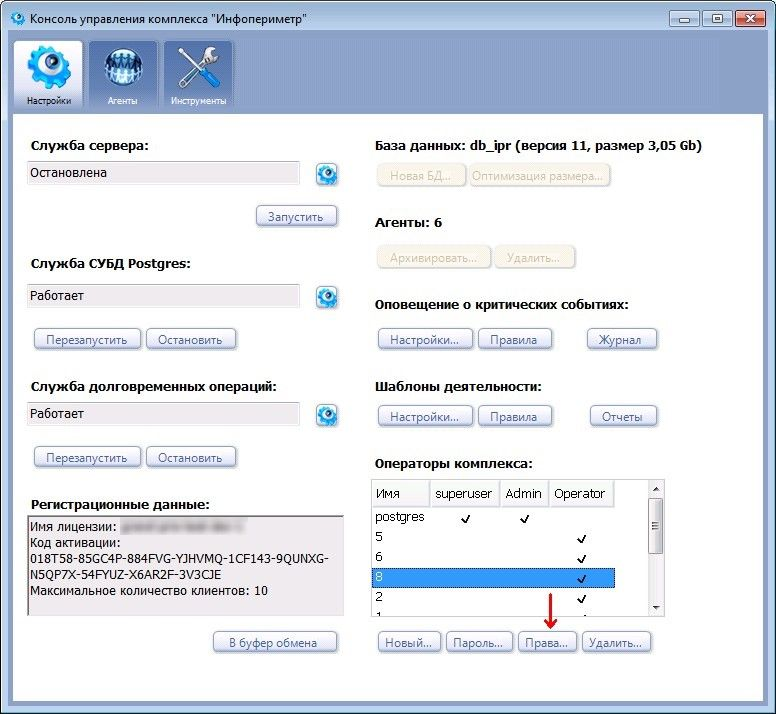 Консоль управления комплекса "Инфопериметр"
Настройки
Агенты
Инструменты
Служба сервера:
Остановлена
Запустить
Служба СУБД Postgres:
Работает
Перезапустить
Остановить
Служба долговременных операций:
Работает
Перезапустить
Остановить
Регистрационные данные:
Имя лицензии:
Код активации:
018T58-85GC4P-884FVG-YJHVMQ-1CF143-9QUNXG-
N5QP7X-54FYUZ-X6AR2F-3V3CJE
Максимальное количество клиентов: 10
В буфер обмена
База данных: db_ipr (версия 11, размер 3,05 Gb)
Новая БД...
Оптимизация размера...
Агенты: 6
Архивировать...
Удалить...
Оповещение о критических событиях:
Настройки...
Правила
Журнал
Шаблоны деятельности:
Настройки...
Правила
Отчеты
Операторы комплекса:
Имя superuser Admin Operator
postgres ✓ ✓
5 ✓
6 ✓
8 ✓
2 ✓
Новый...
Пароль...
Права...
Удалить...